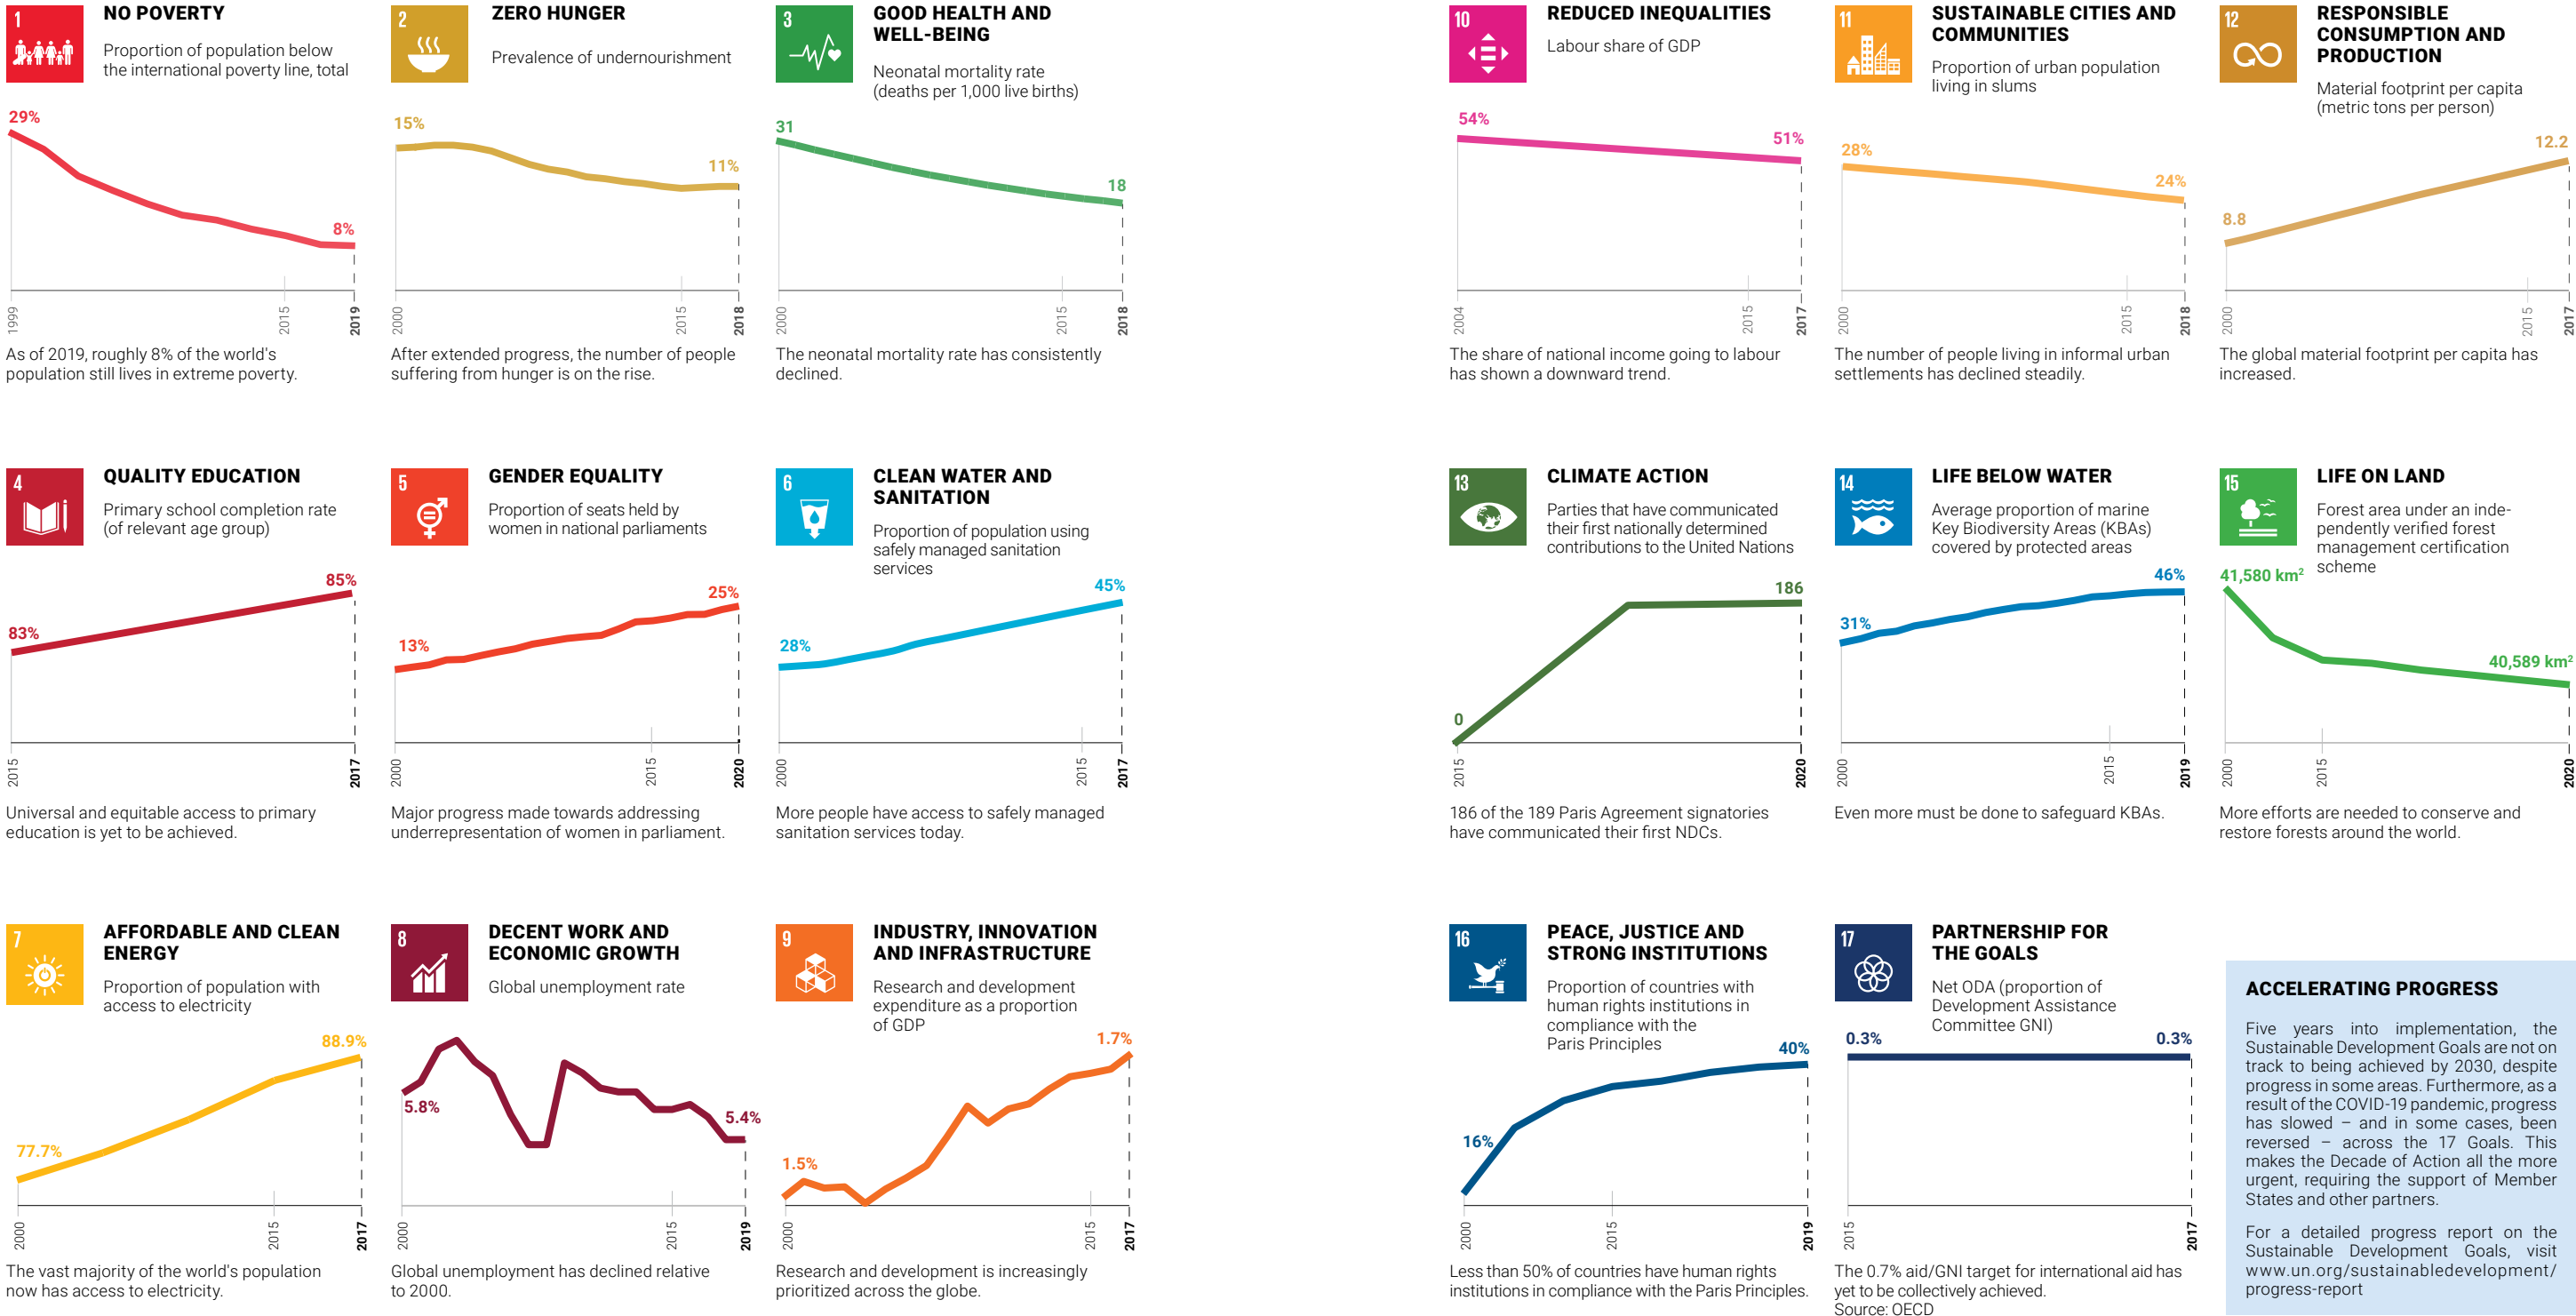 1
NO POVERTY
Proportion of population below
the international poverty line, total
29%
8%
1999
2015
2019
As of 2019, roughly 8% of the world's
population still lives in extreme poverty.
2
ZERO HUNGER
Prevalence of undernourishment
15%
11%
2000
2015
2018
After extended progress, the number of people
suffering from hunger is on the rise.
3
GOOD HEALTH AND
WELL-BEING
Neonatal mortality rate
(deaths per 1,000 live births)
31
18
2000
2015
2018
The neonatal mortality rate has consistently
declined.
4
QUALITY EDUCATION
Primary school completion rate
(of relevant age group)
83%
85%
2015
2017
Universal and equitable access to primary
education is yet to be achieved.
5
GENDER EQUALITY
Proportion of seats held by
women in national parliaments
13%
25%
2000
2015
2020
Major progress made towards addressing
underrepresentation of women in parliament.
6
CLEAN WATER AND
SANITATION
Proportion of population using
safely managed sanitation
services
28%
45%
2000
2015
2017
More people have access to safely managed
sanitation services today.
7
AFFORDABLE AND CLEAN
ENERGY
Proportion of population with
access to electricity
77.7%
88.9%
2000
2015
2017
The vast majority of the world's population
now has access to electricity.
8
DECENT WORK AND
ECONOMIC GROWTH
Global unemployment rate
5.8%
5.4%
2000
2015
2019
Global unemployment has declined relative
to 2000.
9
INDUSTRY, INNOVATION
AND INFRASTRUCTURE
Research and development
expenditure as a proportion
of GDP
1.5%
1.7%
2000
2015
2017
Research and development is increasingly
prioritized across the globe.
10
REDUCED INEQUALITIES
Labour share of GDP
54%
51%
2004
2015
2017
The share of national income going to labour
has shown a downward trend.
11
SUSTAINABLE CITIES AND
COMMUNITIES
Proportion of urban population
living in slums
28%
24%
2000
2015
2018
The number of people living in informal urban
settlements has declined steadily.
12
RESPONSIBLE
CONSUMPTION AND
PRODUCTION
Material footprint per capita
(metric tons per person)
8.8
12.2
2000
2015
2017
The global material footprint per capita has
increased.
13
CLIMATE ACTION
Parties that have communicated
their first nationally determined
contributions to the United Nations
0
186
2015
2020
186 of the 189 Paris Agreement signatories
have communicated their first NDCs.
14
LIFE BELOW WATER
Average proportion of marine
Key Biodiversity Areas (KBAs)
covered by protected areas
31%
46%
2000
2015
2019
Even more must be done to safeguard KBAs.
15
LIFE ON LAND
Forest area under an inde-
pendently verified forest
management certification
scheme
41,580 km²
40,589 km²
2000
2015
2020
More efforts are needed to conserve and
restore forests around the world.
16
PEACE, JUSTICE AND
STRONG INSTITUTIONS
Proportion of countries with
human rights institutions in
compliance with the
Paris Principles
16%
40%
2000
2015
2019
Less than 50% of countries have human rights
institutions in compliance with the Paris Principles.
17
PARTNERSHIP FOR
THE GOALS
Net ODA (proportion of
Development Assistance
Committee GNI)
0.3%
0.3%
2015
2017
The 0.7% aid/GNI target for international aid has
yet to be collectively achieved.
Source: OECD
ACCELERATING PROGRESS
Five years into implementation, the
Sustainable Development Goals are not on
track to being achieved by 2030, despite
progress in some areas. Furthermore, as a
result of the COVID-19 pandemic, progress
has slowed – and in some cases, been
reversed – across the 17 Goals. This
makes the Decade of Action all the more
urgent, requiring the support of Member
States and other partners.
For a detailed progress report on the
Sustainable Development Goals, visit
www.un.org/sustainabledevelopment/
progress-report